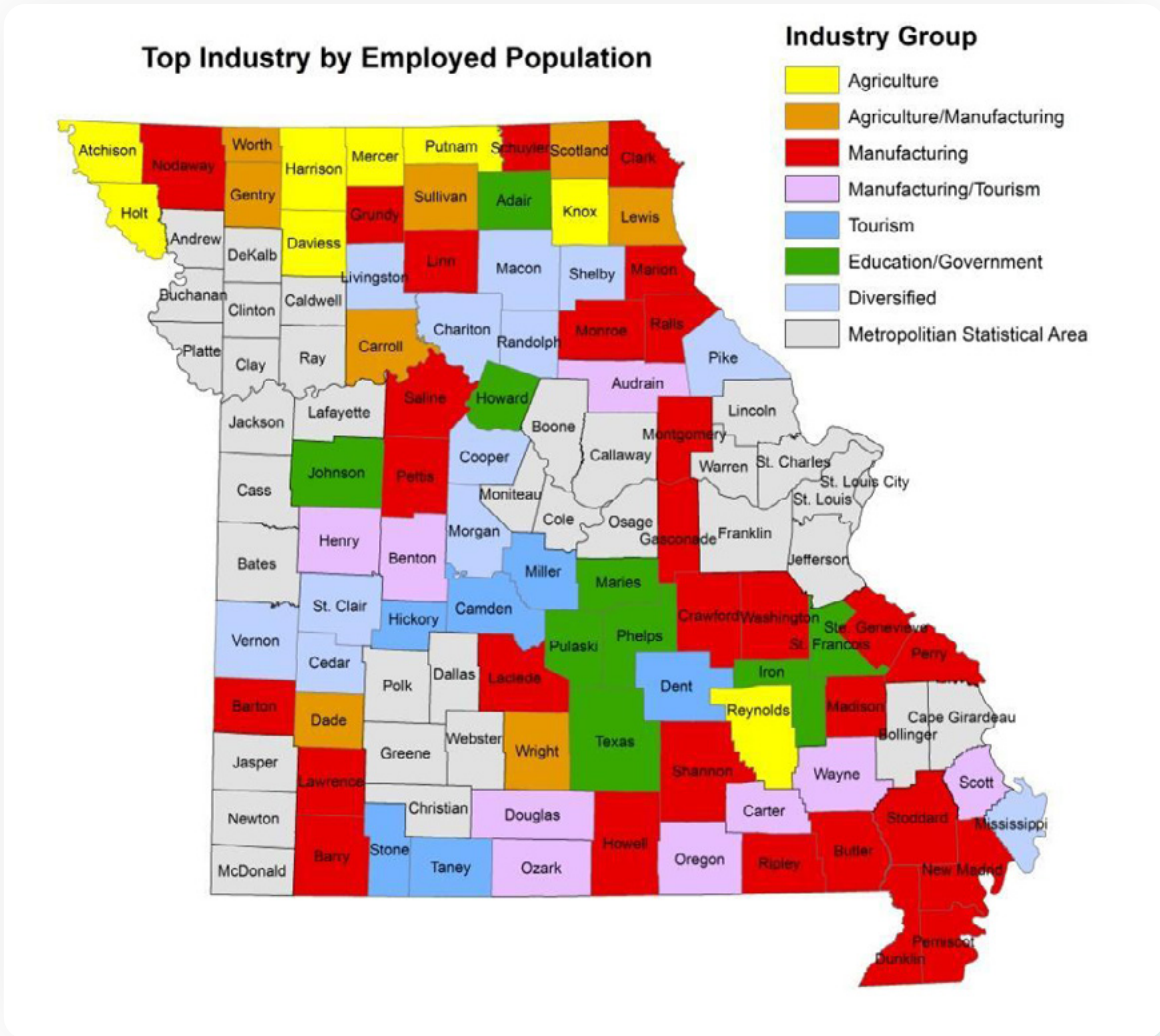 Top Industry by Employed Population
Industry Group
Agriculture
Agriculture/Manufacturing
Manufacturing
Manufacturing/Tourism
Tourism
Education/Government
Diversified
Metropolitan Statistical Area
Atchison
Nodaway
Worth
Harrison
Mercer
Putnam
Schuyler
Scotland
Clark
Holt
Gentry
Grundy
Sullivan
Adair
Knox
Lewis
Andrew
DeKalb
Daviess
Livingston
Linn
Macon
Shelby
Marion
Buchanan
Clinton
Caldwell
Chariton
Randolph
Monroe
Ralls
Platte
Clay
Ray
Carroll
Pike
Audrain
Jackson
Lafayette
Saline
Howard
Boone
Callaway
Montgomery
Lincoln
Cass
Johnson
Pettis
Cooper
Moniteau
Warren
St. Charles
St. Louis City
St. Louis
Bates
Henry
Benton
Morgan
Cole
Osage
Gasconade
Franklin
Jefferson
Miller
Maries
Vernon
St. Clair
Hickory
Camden
Pulaski
Phelps
Crawford
Washington
Ste. Genevieve
St. Francois
Perry
Cedar
Polk
Dallas
Laclede
Dent
Iron
Reynolds
Barton
Dade
Madison
Bollinger
Cape Girardeau
Jasper
Lawrence
Greene
Webster
Wright
Texas
Shannon
Wayne
Scott
Newton
Christian
Douglas
Carter
Stoddard
Mississippi
McDonald
Barry
Stone
Taney
Ozark
Howell
Oregon
Ripley
Butler
New Madrid
Pemiscot
Dunklin